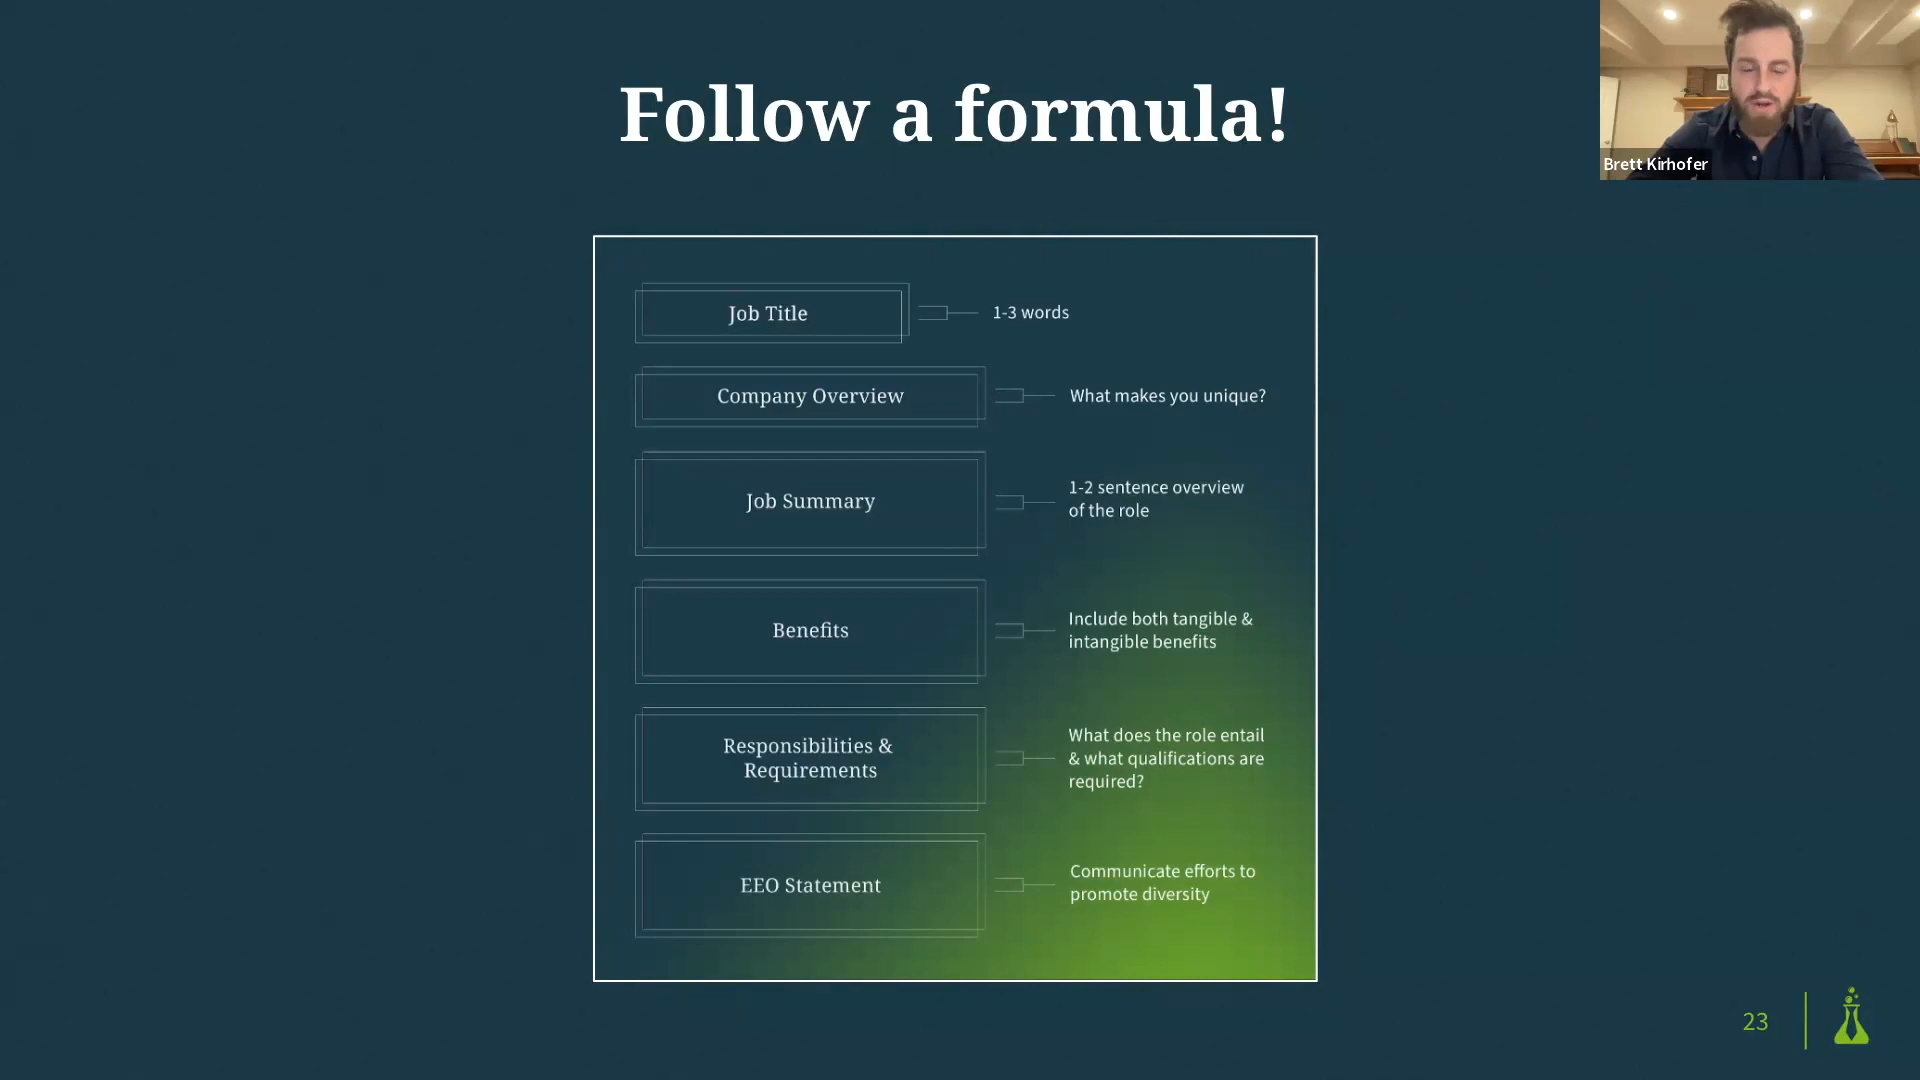 Follow a formula!
Brett Kirhofer
Job Title
1-3 words
Company Overview
What makes you unique?
Job Summary
1-2 sentence overview
of the role
Benefits
Include both tangible &
intangible benefits
Responsibilities &
Requirements
What does the role entail
& what qualifications are
required?
EEO Statement
Communicate efforts to
promote diversity
23